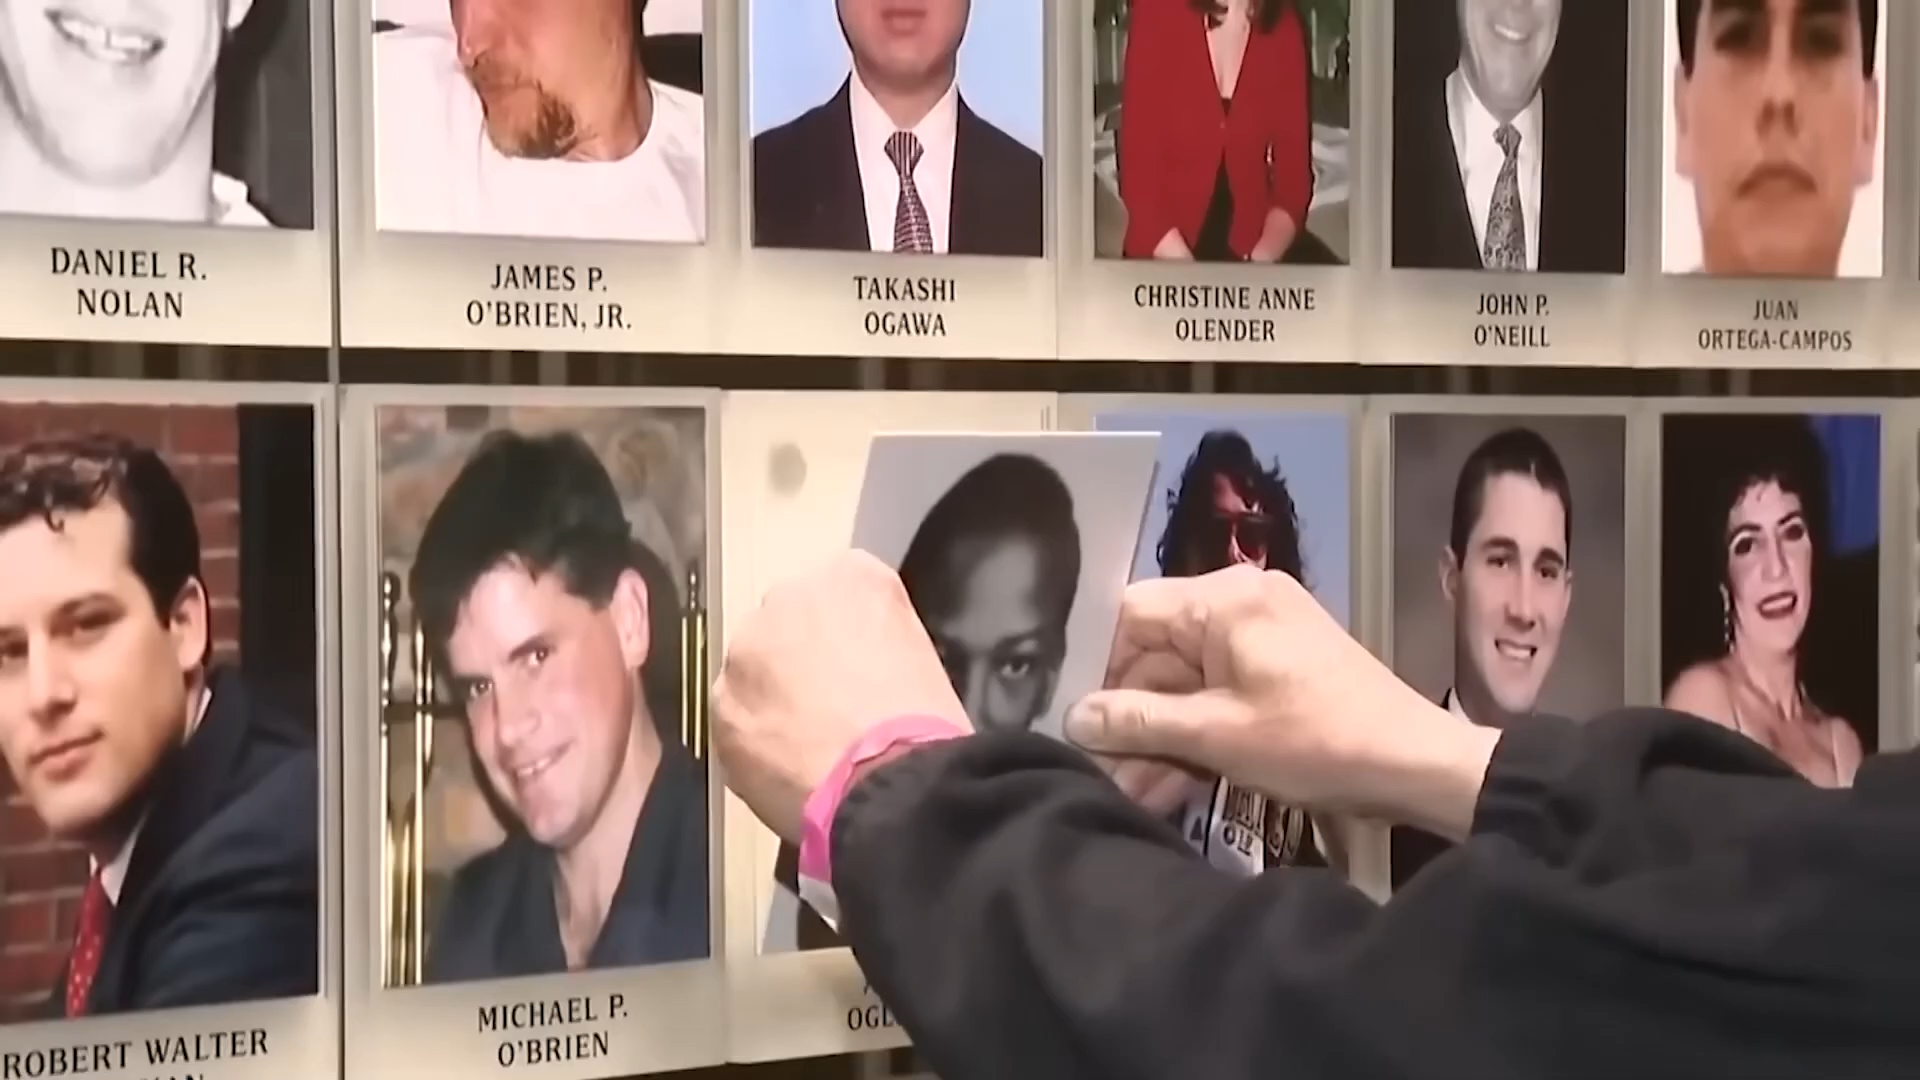 DANIEL R.
NOLAN
JAMES P.
O'BRIEN, JR.
TAKASHI
OGAWA
CHRISTINE ANNE
OLENDER
JOHN P.
O'NEILL
JUAN
ORTEGA-CAMPOS
ROBERT WALTER
MICHAEL P.
O'BRIEN